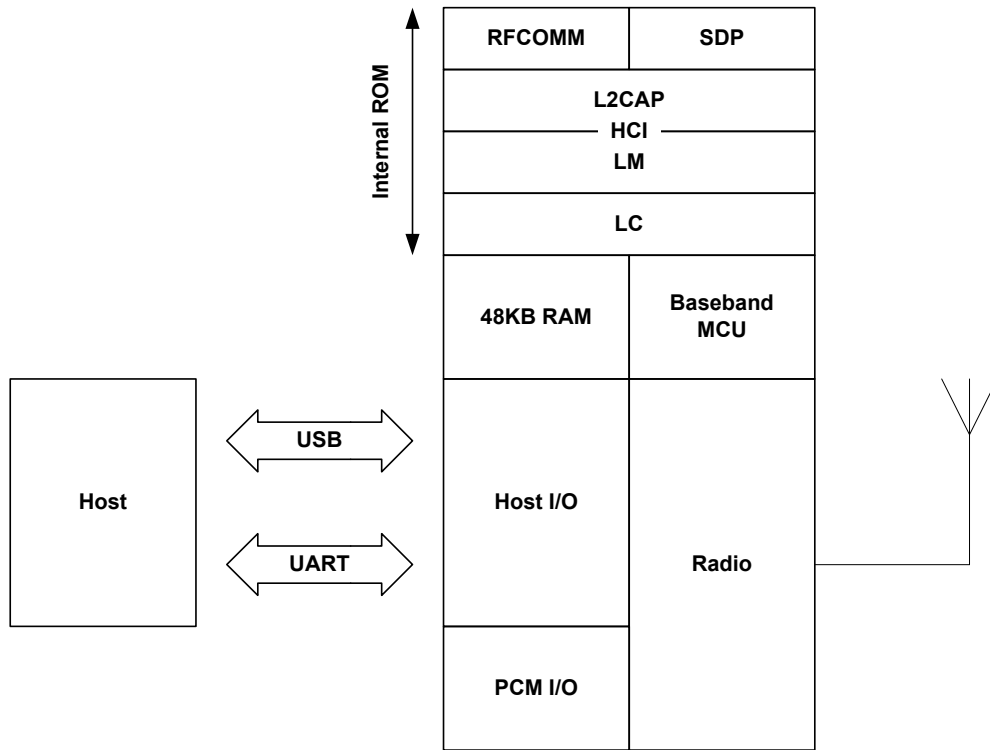 RFCOMM
SDP
Internal ROM
L2CAP
HCI
LM
LC
48KB RAM
Baseband
MCU
USB
Host
Host I/O
UART
Radio
PCM I/O